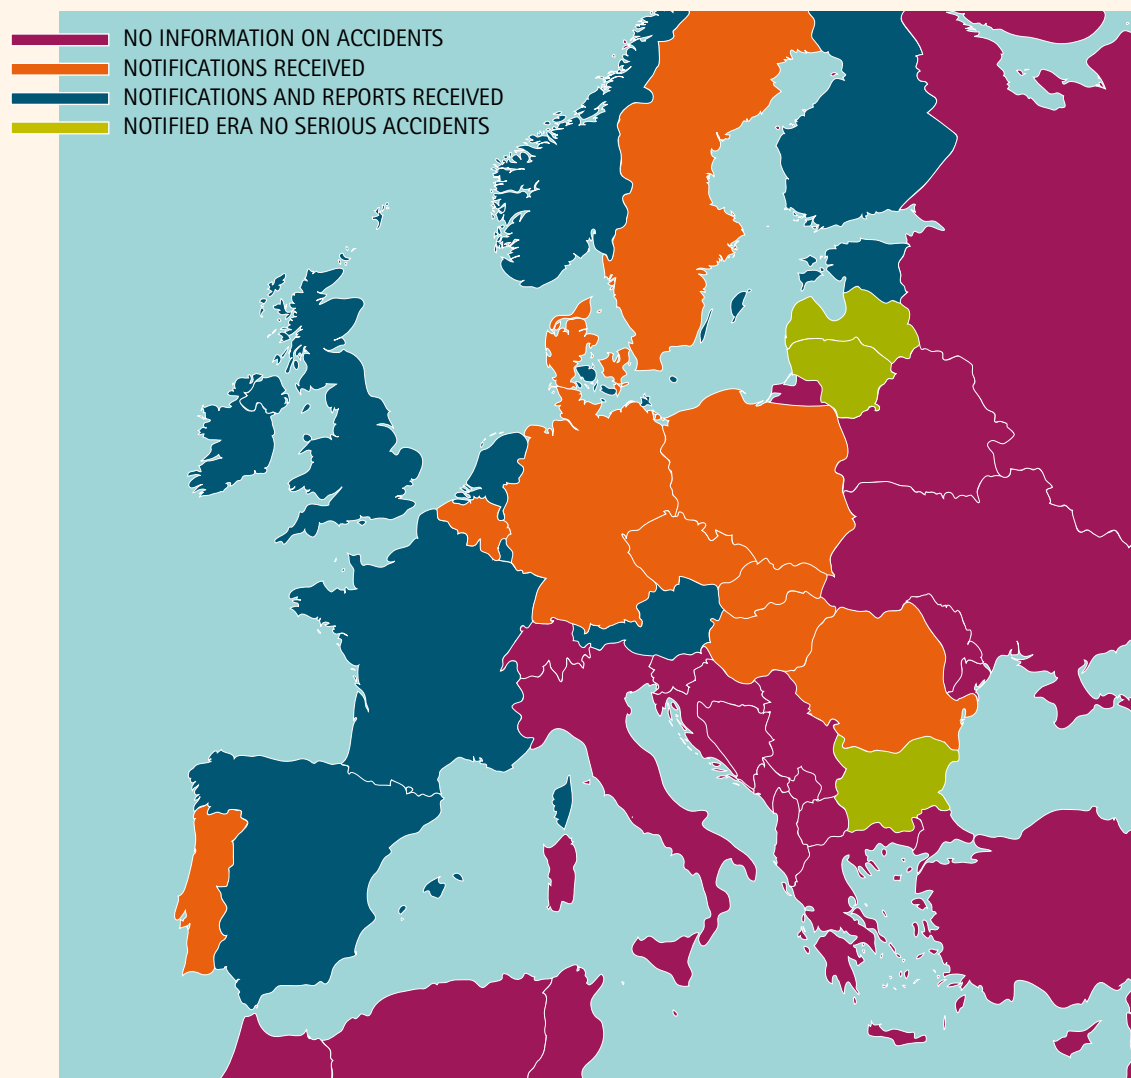 NO INFORMATION ON ACCIDENTS
NOTIFICATIONS RECEIVED
NOTIFICATIONS AND REPORTS RECEIVED
NOTIFIED ERA NO SERIOUS ACCIDENTS